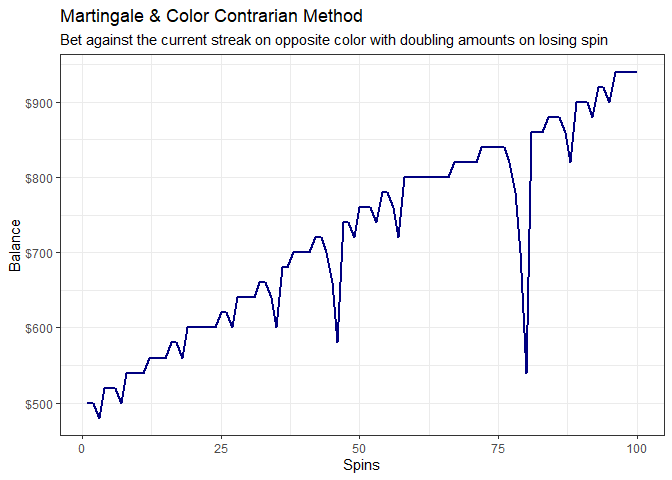 Martingale & Color Contrarian Method
Bet against the current streak on opposite color with doubling amounts on losing spin
$900
$800
$700
$600
$500
Balance
0 25 50 75 100
Spins